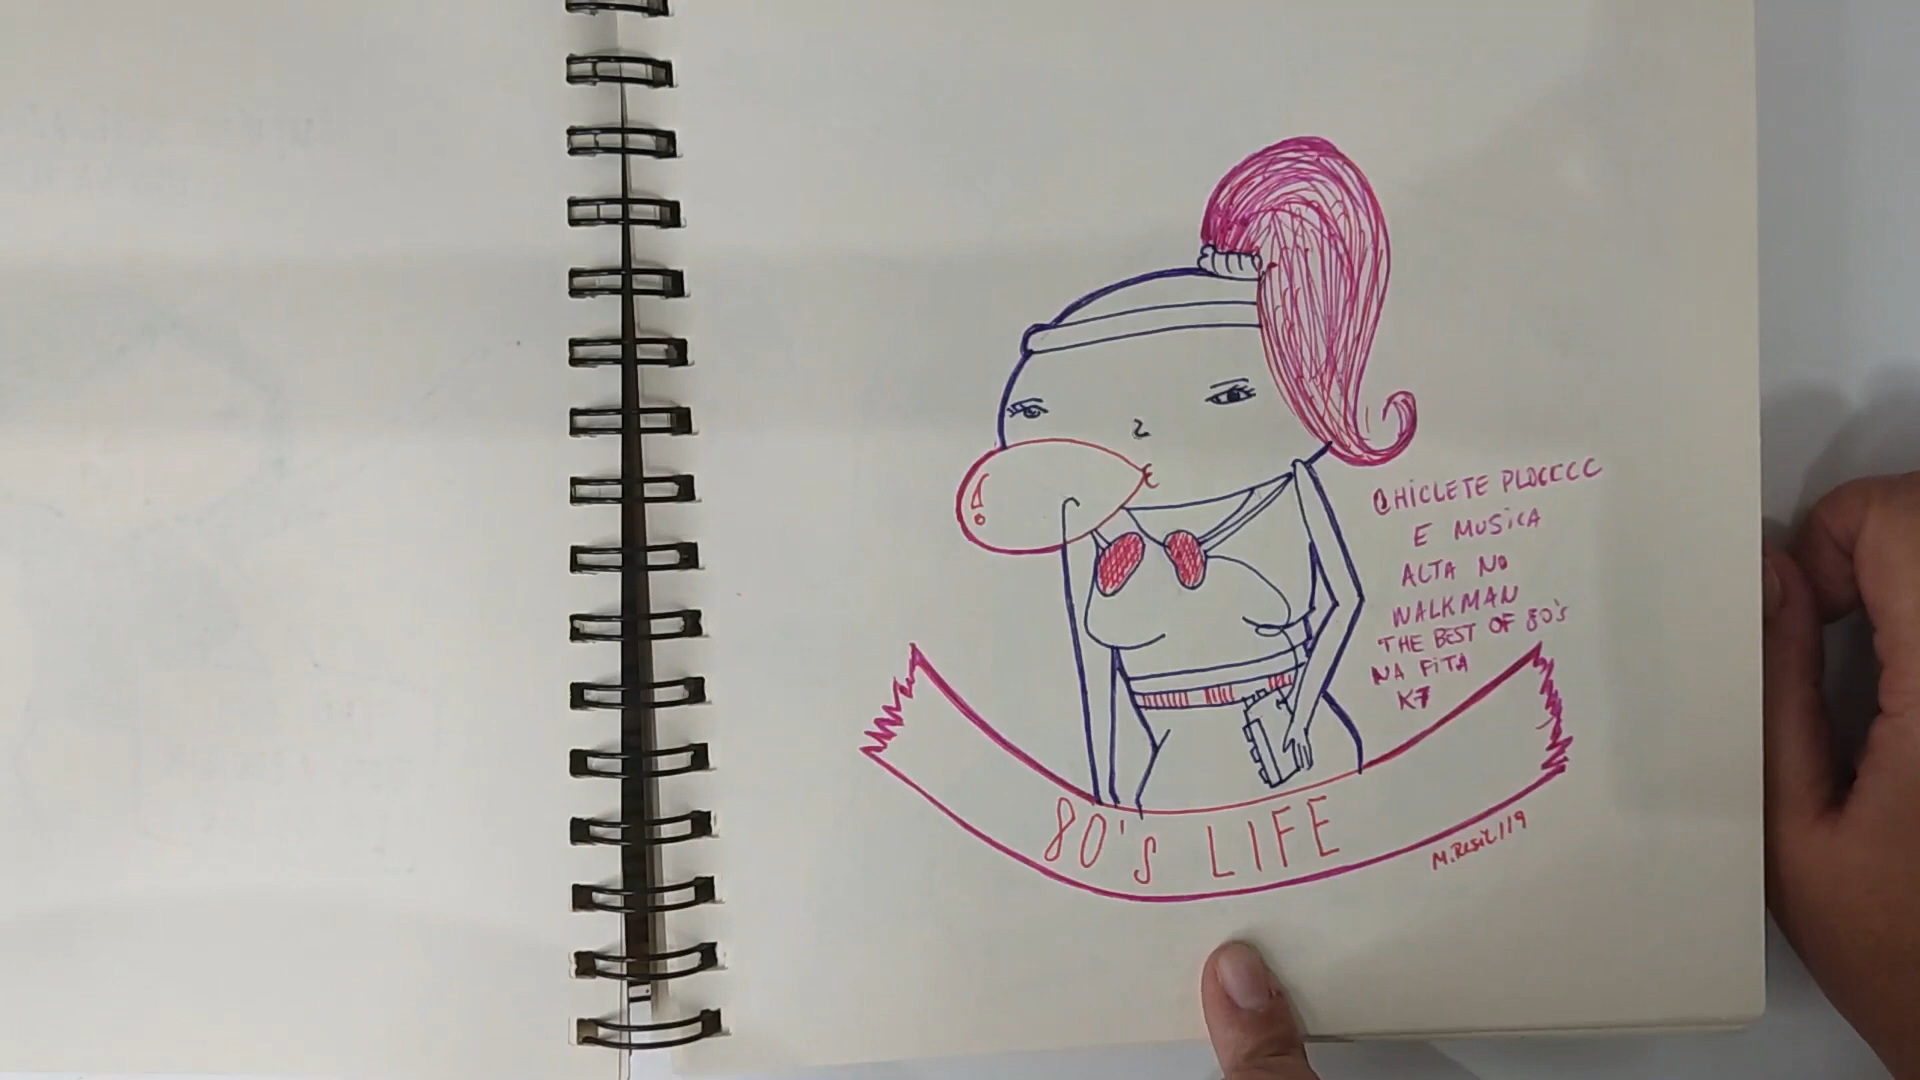 CHICLETE PLOCCCC
E MUSICA
ALTA NO
WALKMAN
THE BEST OF 80's
NA FITA
K7
80's LIFE